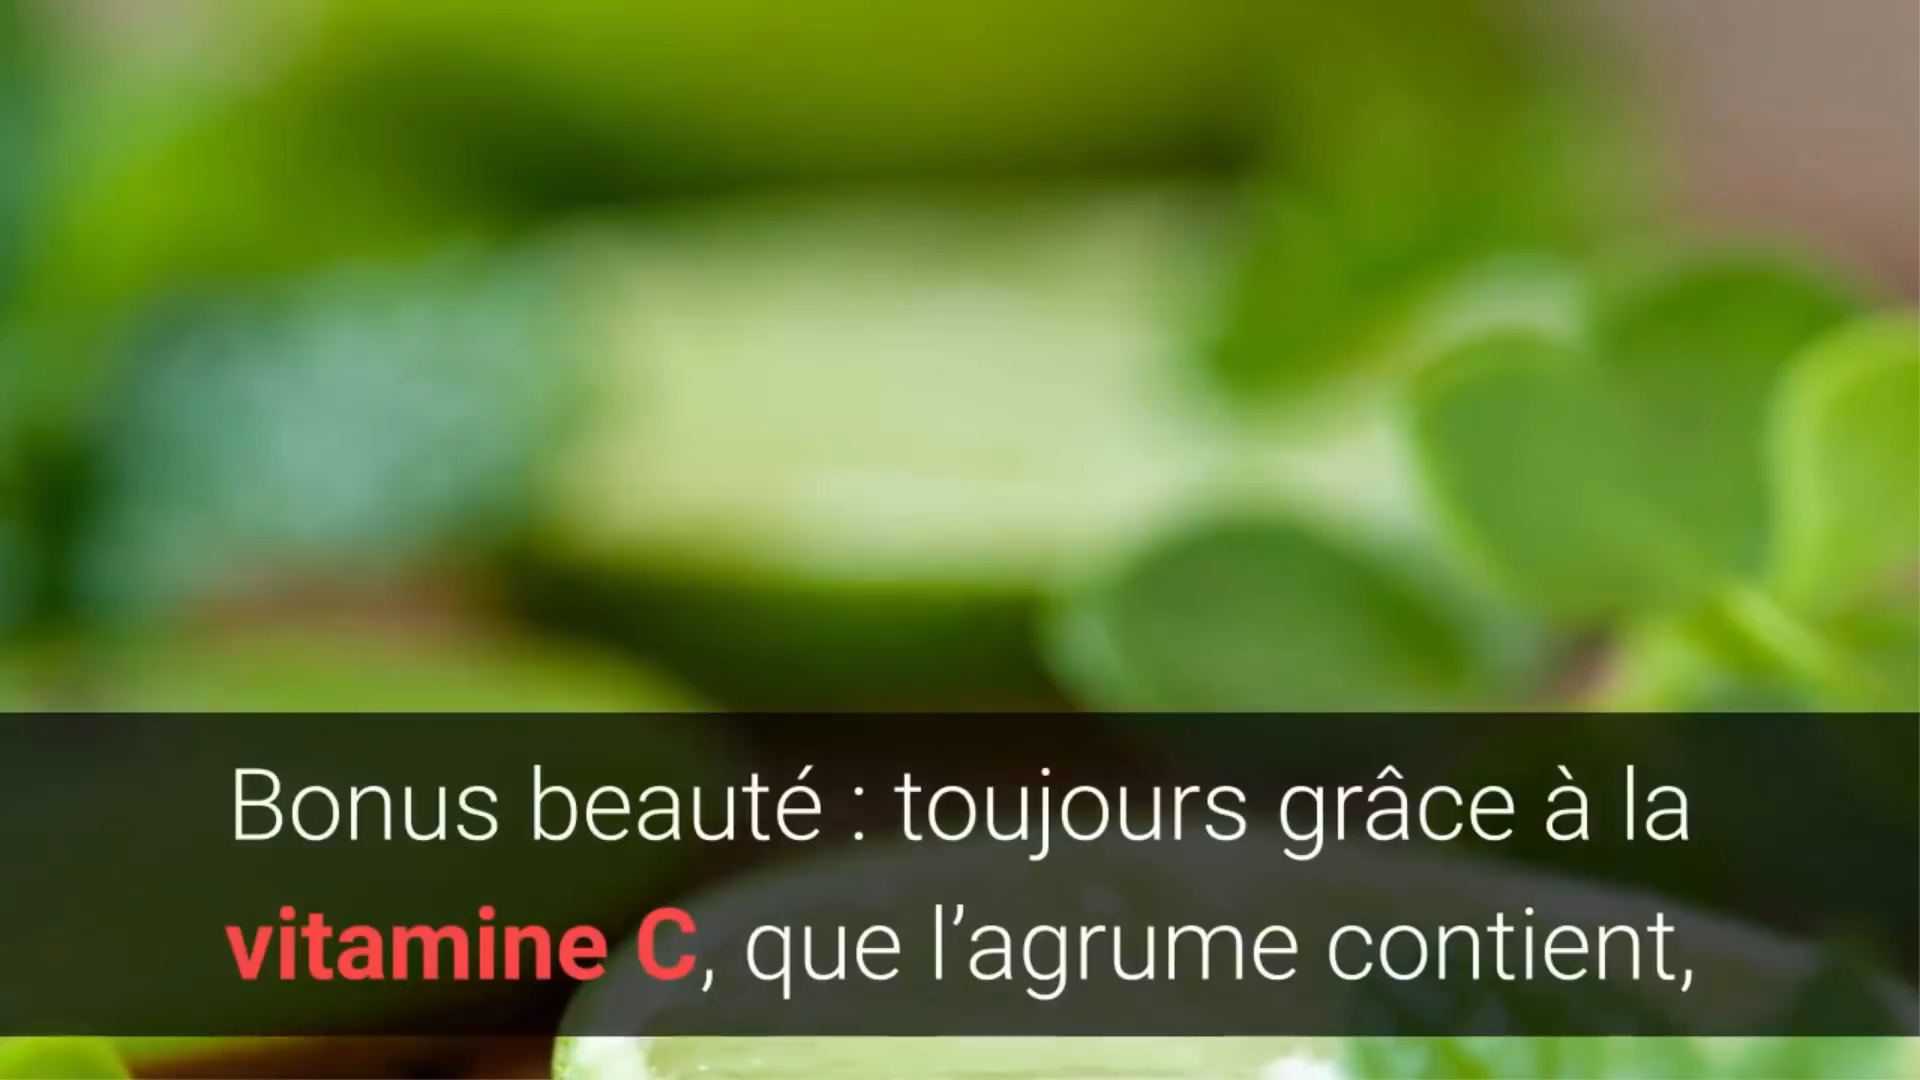 Bonus beauté : toujours grâce à la
vitamine C, que l’agrume contient,